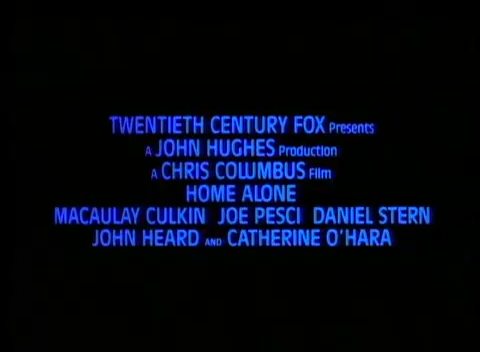 TWENTIETH CENTURY FOX Presents
A JOHN HUGHES Production
A CHRIS COLUMBUS Film
HOME ALONE
MACAULAY CULKIN JOE PESCI DANIEL STERN
JOHN HEARD AND CATHERINE O'HARA